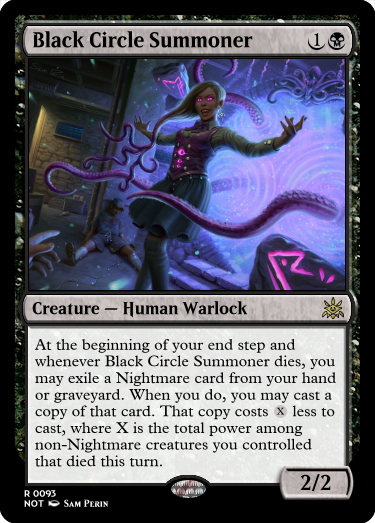 Black Circle Summoner 1
Creature — Human Warlock
At the beginning of your end step and
whenever Black Circle Summoner dies, you
may exile a Nightmare card from your hand
or graveyard. When you do, you may cast a
copy of that card. That copy costs X less to
cast, where X is the total power among
non-Nightmare creatures you controlled
that died this turn.
2/2
R 0093
NOT • Sam Perin